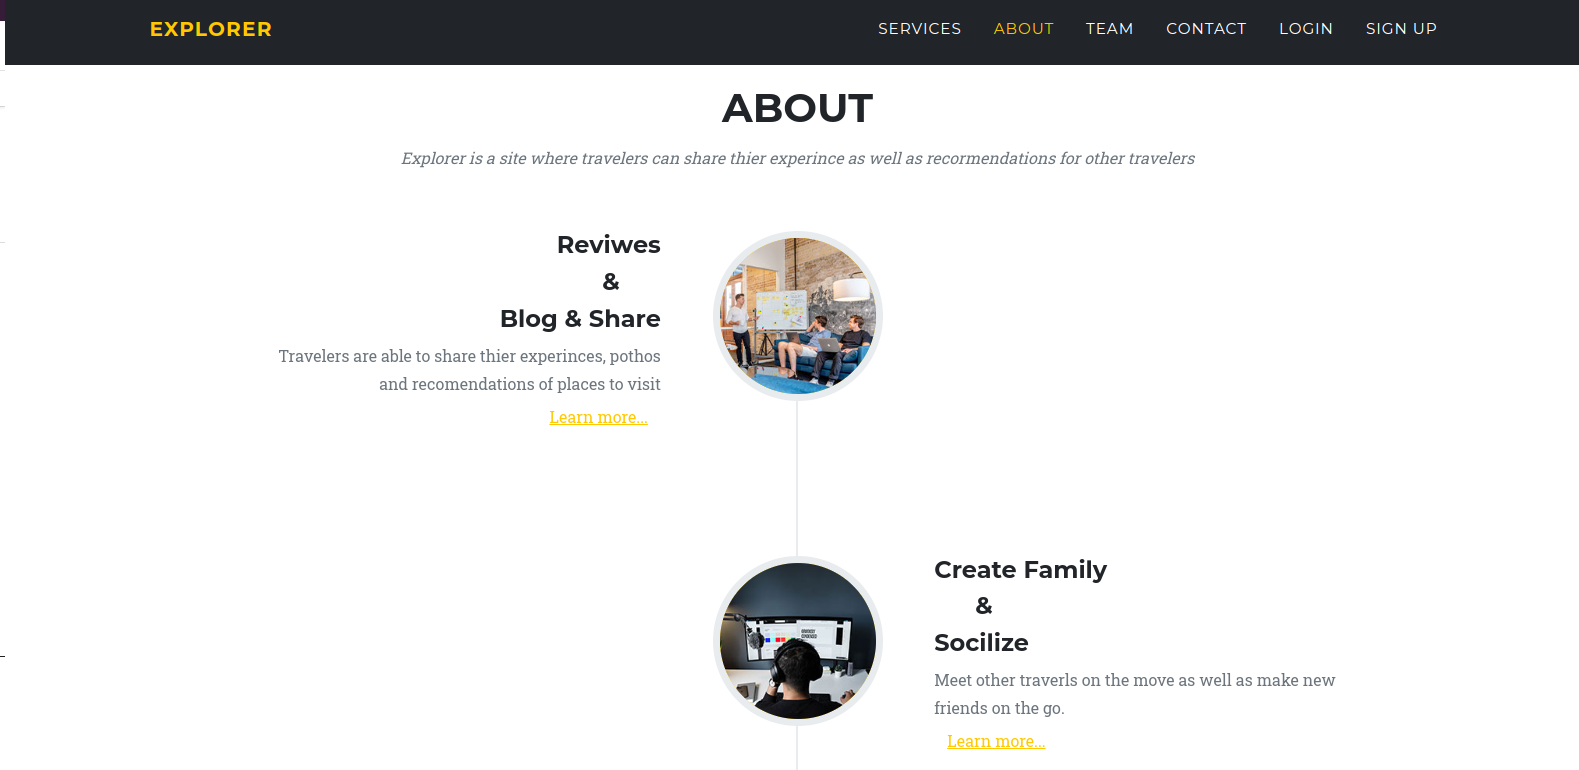 EXPLORER
SERVICES ABOUT TEAM CONTACT LOGIN SIGN UP
ABOUT
Explorer is a site where travelers can share thier experince as well as recormendations for other travelers
Reviwes
&
Blog & Share
Travelers are able to share thier experinces, pothos
and recomendations of places to visit
Learn more...
Create Family
&
Socilize
Meet other traverls on the move as well as make new
friends on the go.
Learn more...